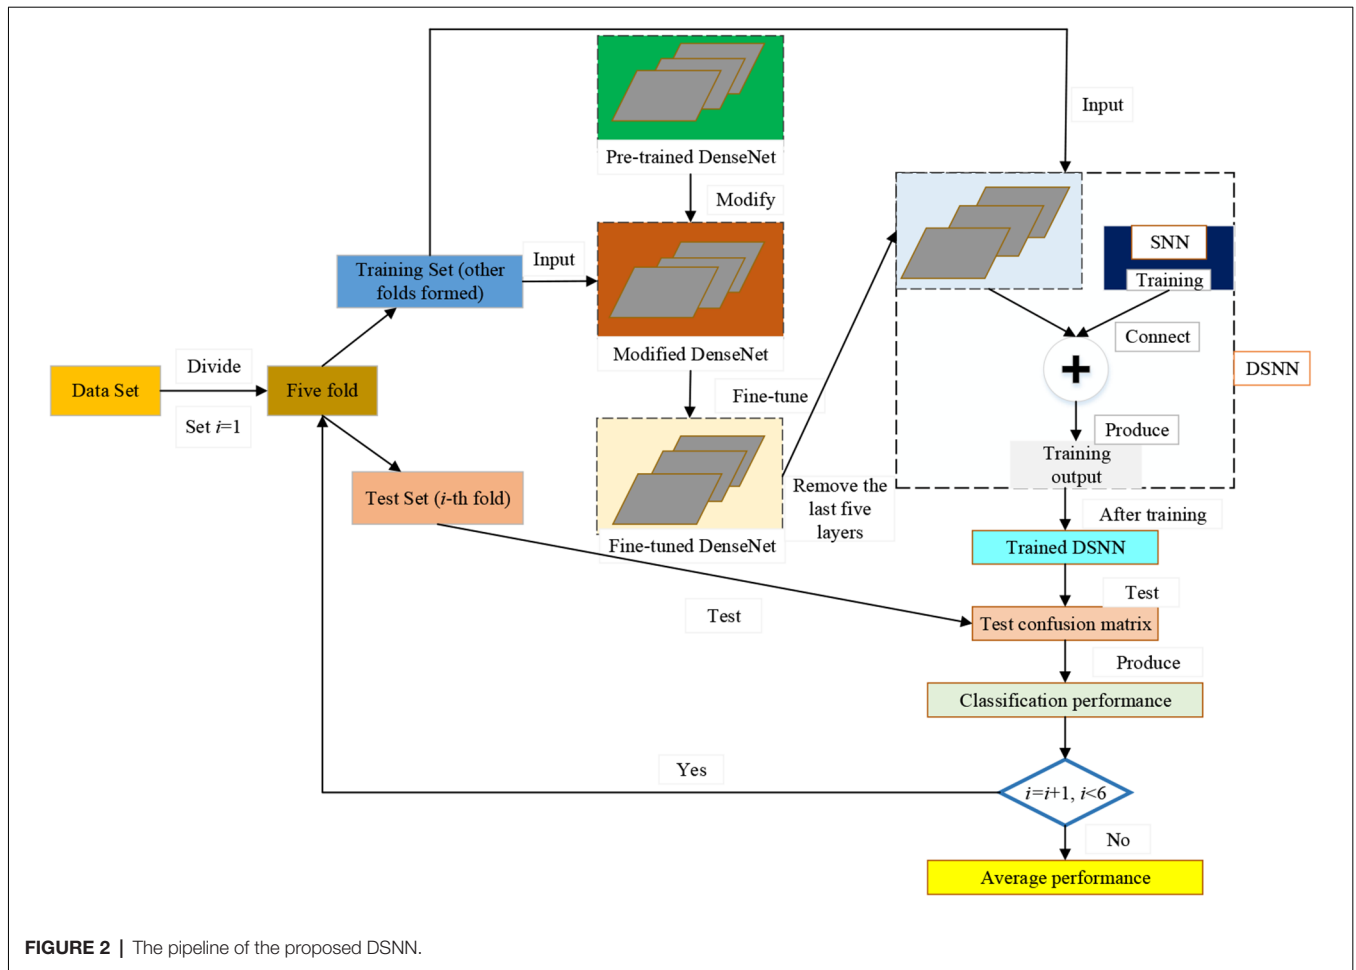 Input
Pre-trained DenseNet
Modify
SNN
Training
Training Set (other
folds formed)
Input
Modified DenseNet
Connect
Divide
Data Set
Five fold
Set i=1
DSNN
Fine-tune
Produce
Training
output
Test Set (i-th fold)
Remove the
last five
layers
Fine-tuned DenseNet
After training
Trained DSNN
Test
Test
Test confusion matrix
Produce
Classification performance
Yes
i=i+1, i<6
No
Average performance
FIGURE 2 | The pipeline of the proposed DSNN.